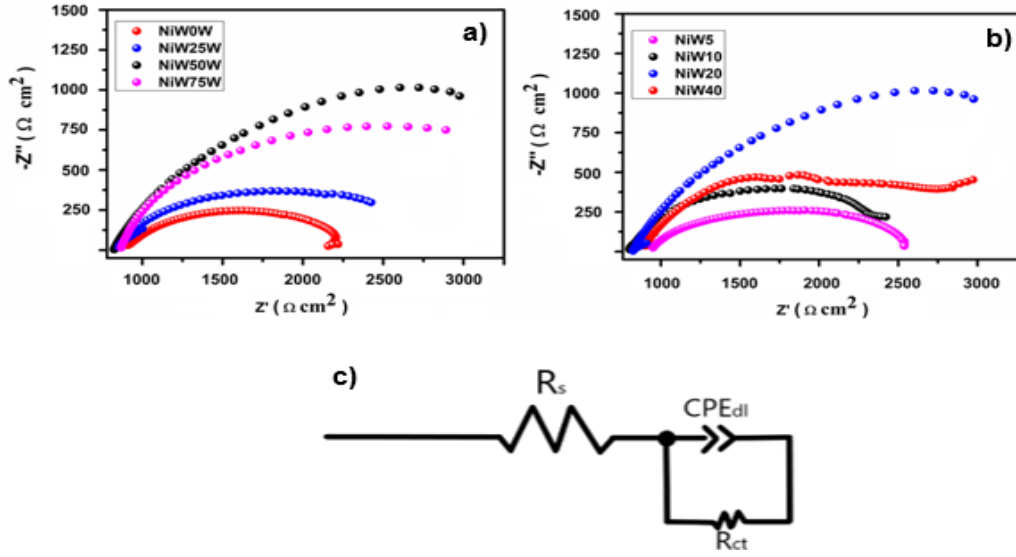 a)
NiW0W
NiW25W
NiW50W
NiW75W
1500
1250
1000
750
500
250
-Z'' ( Ω cm²)
1000 1500 2000 2500 3000
Z' ( Ω cm²)
b)
NiW5
NiW10
NiW20
NiW40
1500
1250
1000
750
500
250
0
-Z'' ( Ω cm²)
1000 1500 2000 2500 3000
Z' ( Ω cm²)
c)
Rs
CPEdl
Rct